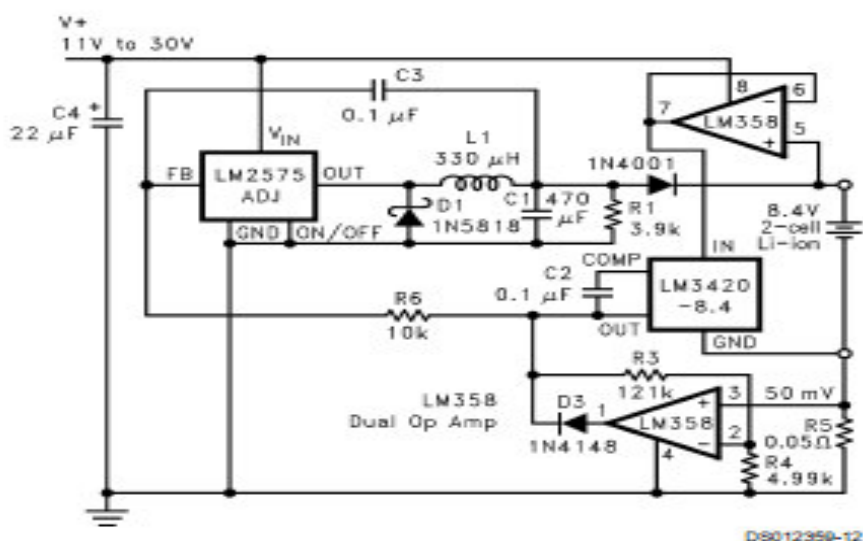 V+
11V to 30V
C4
+
22 μF
C3
0.1 μF
8
7
6
5
LM358
-
+
VIN
FB
LM2575
ADJ
OUT
GND
ON/OFF
L1
330 μH
1N4001
D1
1N5818
C1
470
μF
R1
3.9k
8.4V
2-cell
Li-ion
IN
COMP
C2
0.1 μF
LM3420
-8.4
OUT
GND
R6
10k
R3
121k
LM358
Dual Op Amp
D3
1N4148
1
LM358
+
-
3
2
4
50 mV
R5
0.05Ω
R4
4.99k
DS012359-12